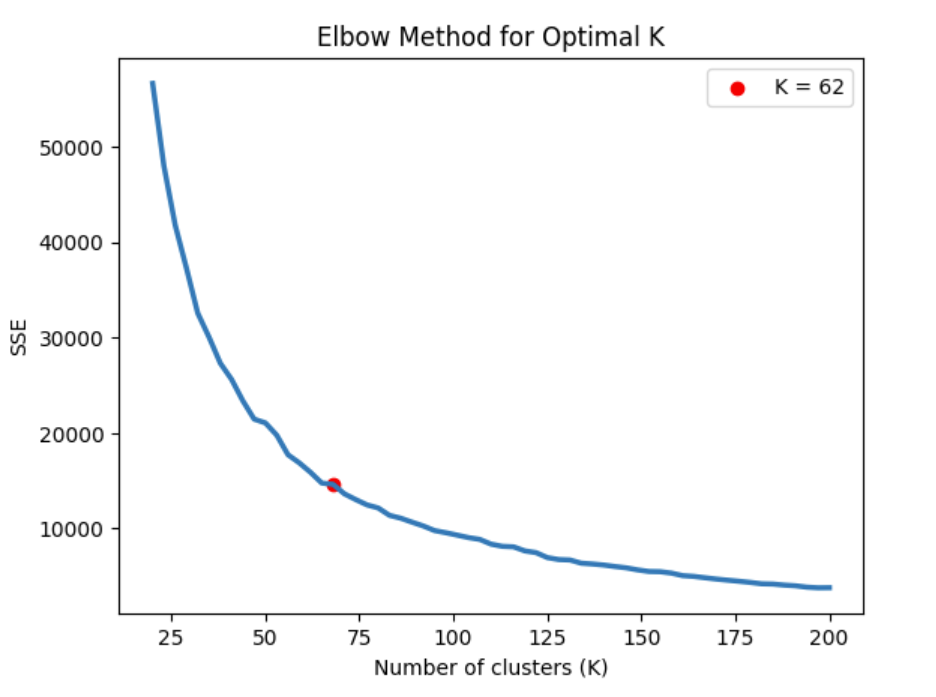 Elbow Method for Optimal K
K = 62
50000
40000
30000
20000
10000
SSE
25 50 75 100 125 150 175 200
Number of clusters (K)